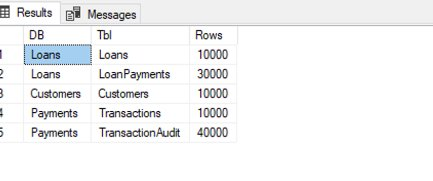 Results Messages
DB Tbl Rows
1 Loans Loans 10000
2 Loans LoanPayments 30000
3 Customers Customers 10000
4 Payments Transactions 10000
5 Payments TransactionAudit 40000